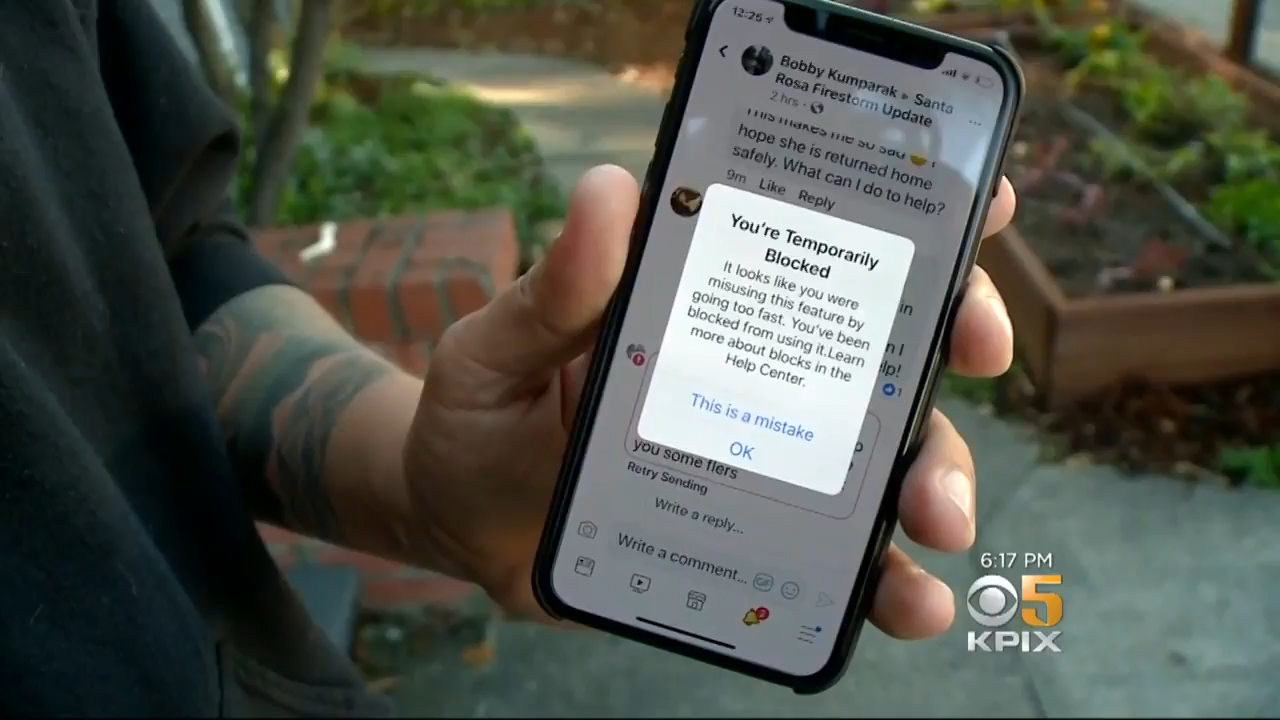 12:25
Bobby Kumparak ▸ Santa
Rosa Firestorm Update
2 hrs ·
...
This makes me so sad 😢 I
hope she is returned home
safely. What can I do to help?
9m Like Reply
You're Temporarily
Blocked
It looks like you were
misusing this feature by
going too fast. You've been
blocked from using it.Learn
more about blocks in the
Help Center.
This is a mistake
OK
in
n I
lp!
1
you some fiers
Retry Sending
Write a reply...
Write a comment...
GIF
6:17 PM
5
KPIX